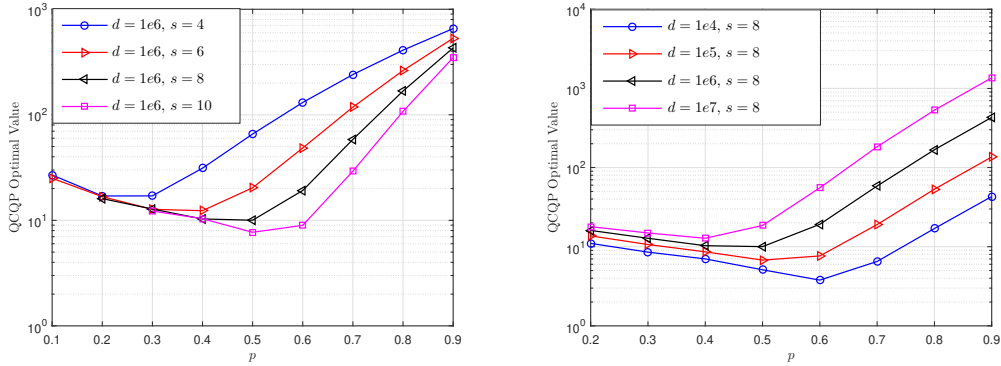 d = 1e6, s = 4
d = 1e6, s = 6
d = 1e6, s = 8
d = 1e6, s = 10
QCQP Optimal Value
10^3
10^2
10^1
10^0
0.1 0.2 0.3 0.4 0.5 0.6 0.7 0.8 0.9
p
d = 1e4, s = 8
d = 1e5, s = 8
d = 1e6, s = 8
d = 1e7, s = 8
QCQP Optimal Value
10^4
10^3
10^2
10^1
10^0
0.2 0.3 0.4 0.5 0.6 0.7 0.8 0.9
p